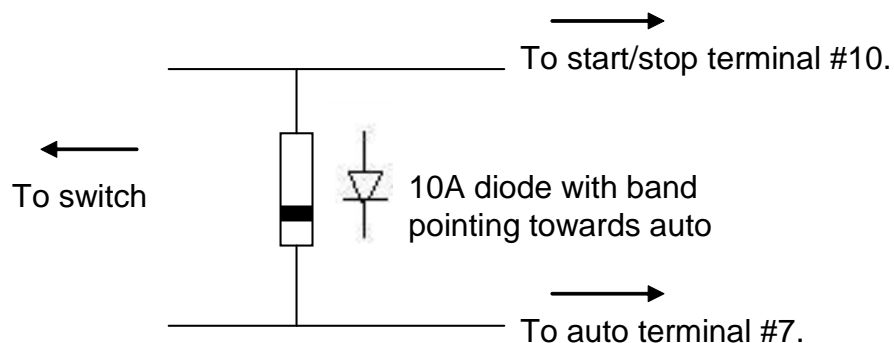 To start/stop terminal #10.
To switch
10A diode with band
pointing towards auto
To auto terminal #7.